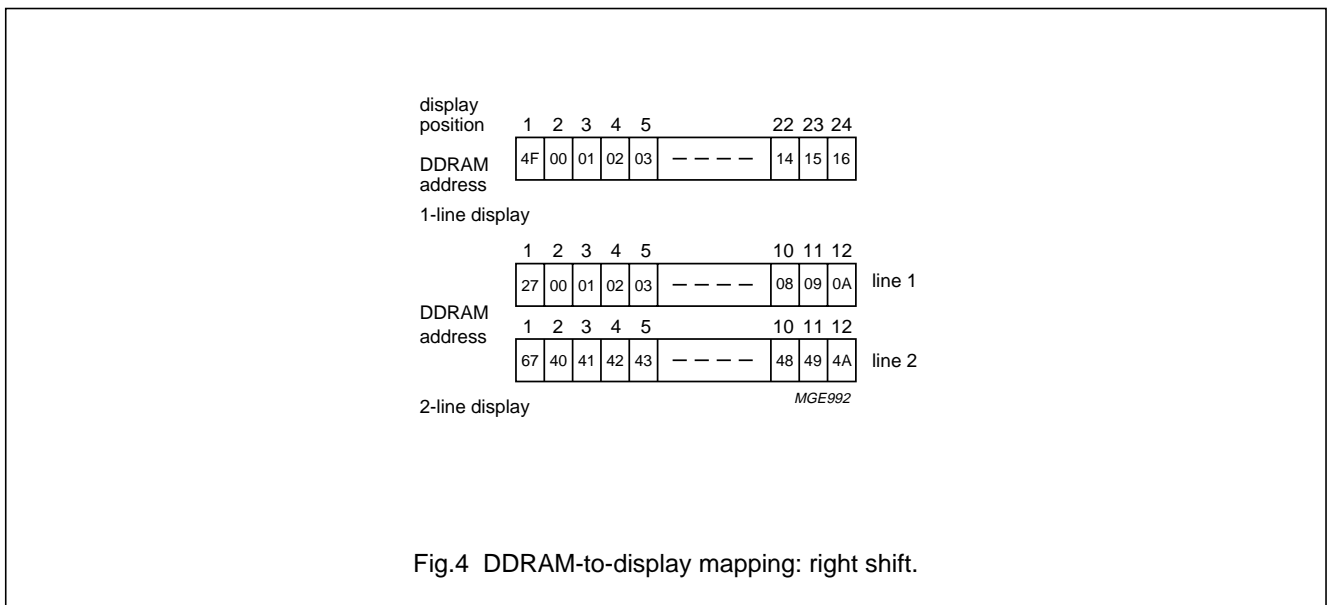 display
position 1 2 3 4 5 22 23 24
DDRAM
address 4F 00 01 02 03 – – – – 14 15 16
1-line display
1 2 3 4 5 10 11 12
27 00 01 02 03 – – – – 08 09 0A line 1
DDRAM
address
1 2 3 4 5 10 11 12
67 40 41 42 43 – – – – 48 49 4A line 2
MGE992
2-line display
Fig.4 DDRAM-to-display mapping: right shift.